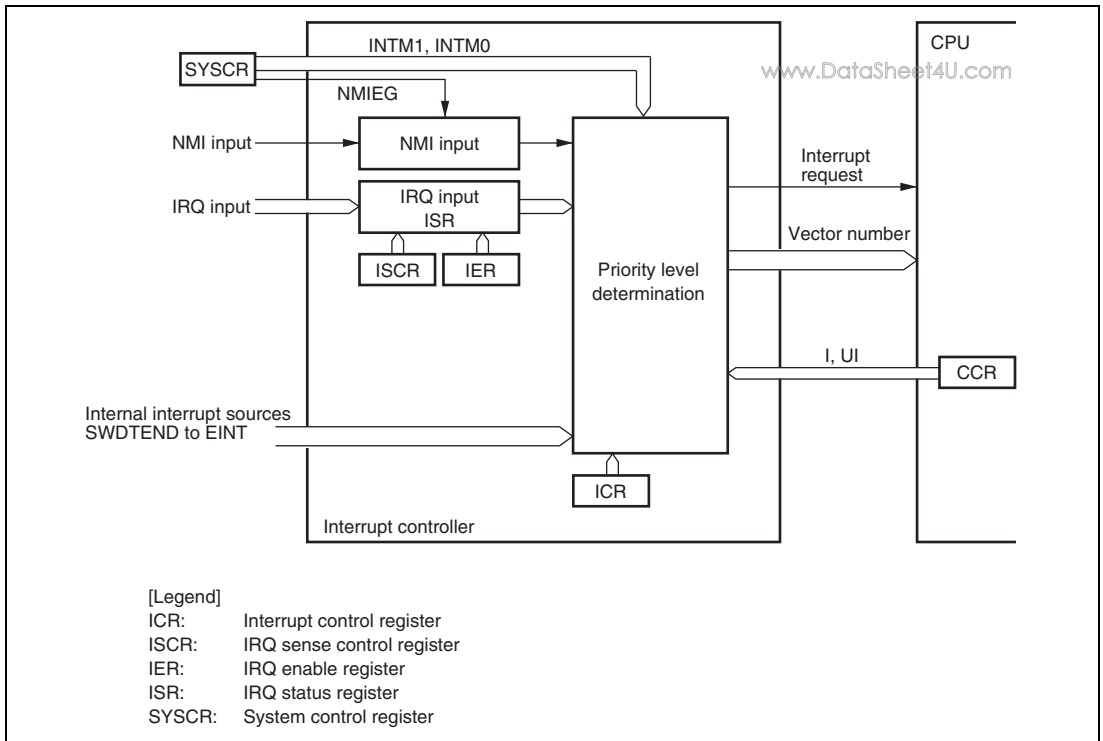 INTM1, INTM0
CPU
www.DataSheet4U.com
SYSCR
NMIEG
NMI input
NMI input
IRQ input
IRQ input
ISR
ISCR
IER
Priority level
determination
Interrupt
request
Vector number
I, UI
CCR
Internal interrupt sources
SWDTEND to EINT
ICR
Interrupt controller
[Legend]
ICR: Interrupt control register
ISCR: IRQ sense control register
IER: IRQ enable register
ISR: IRQ status register
SYSCR: System control register